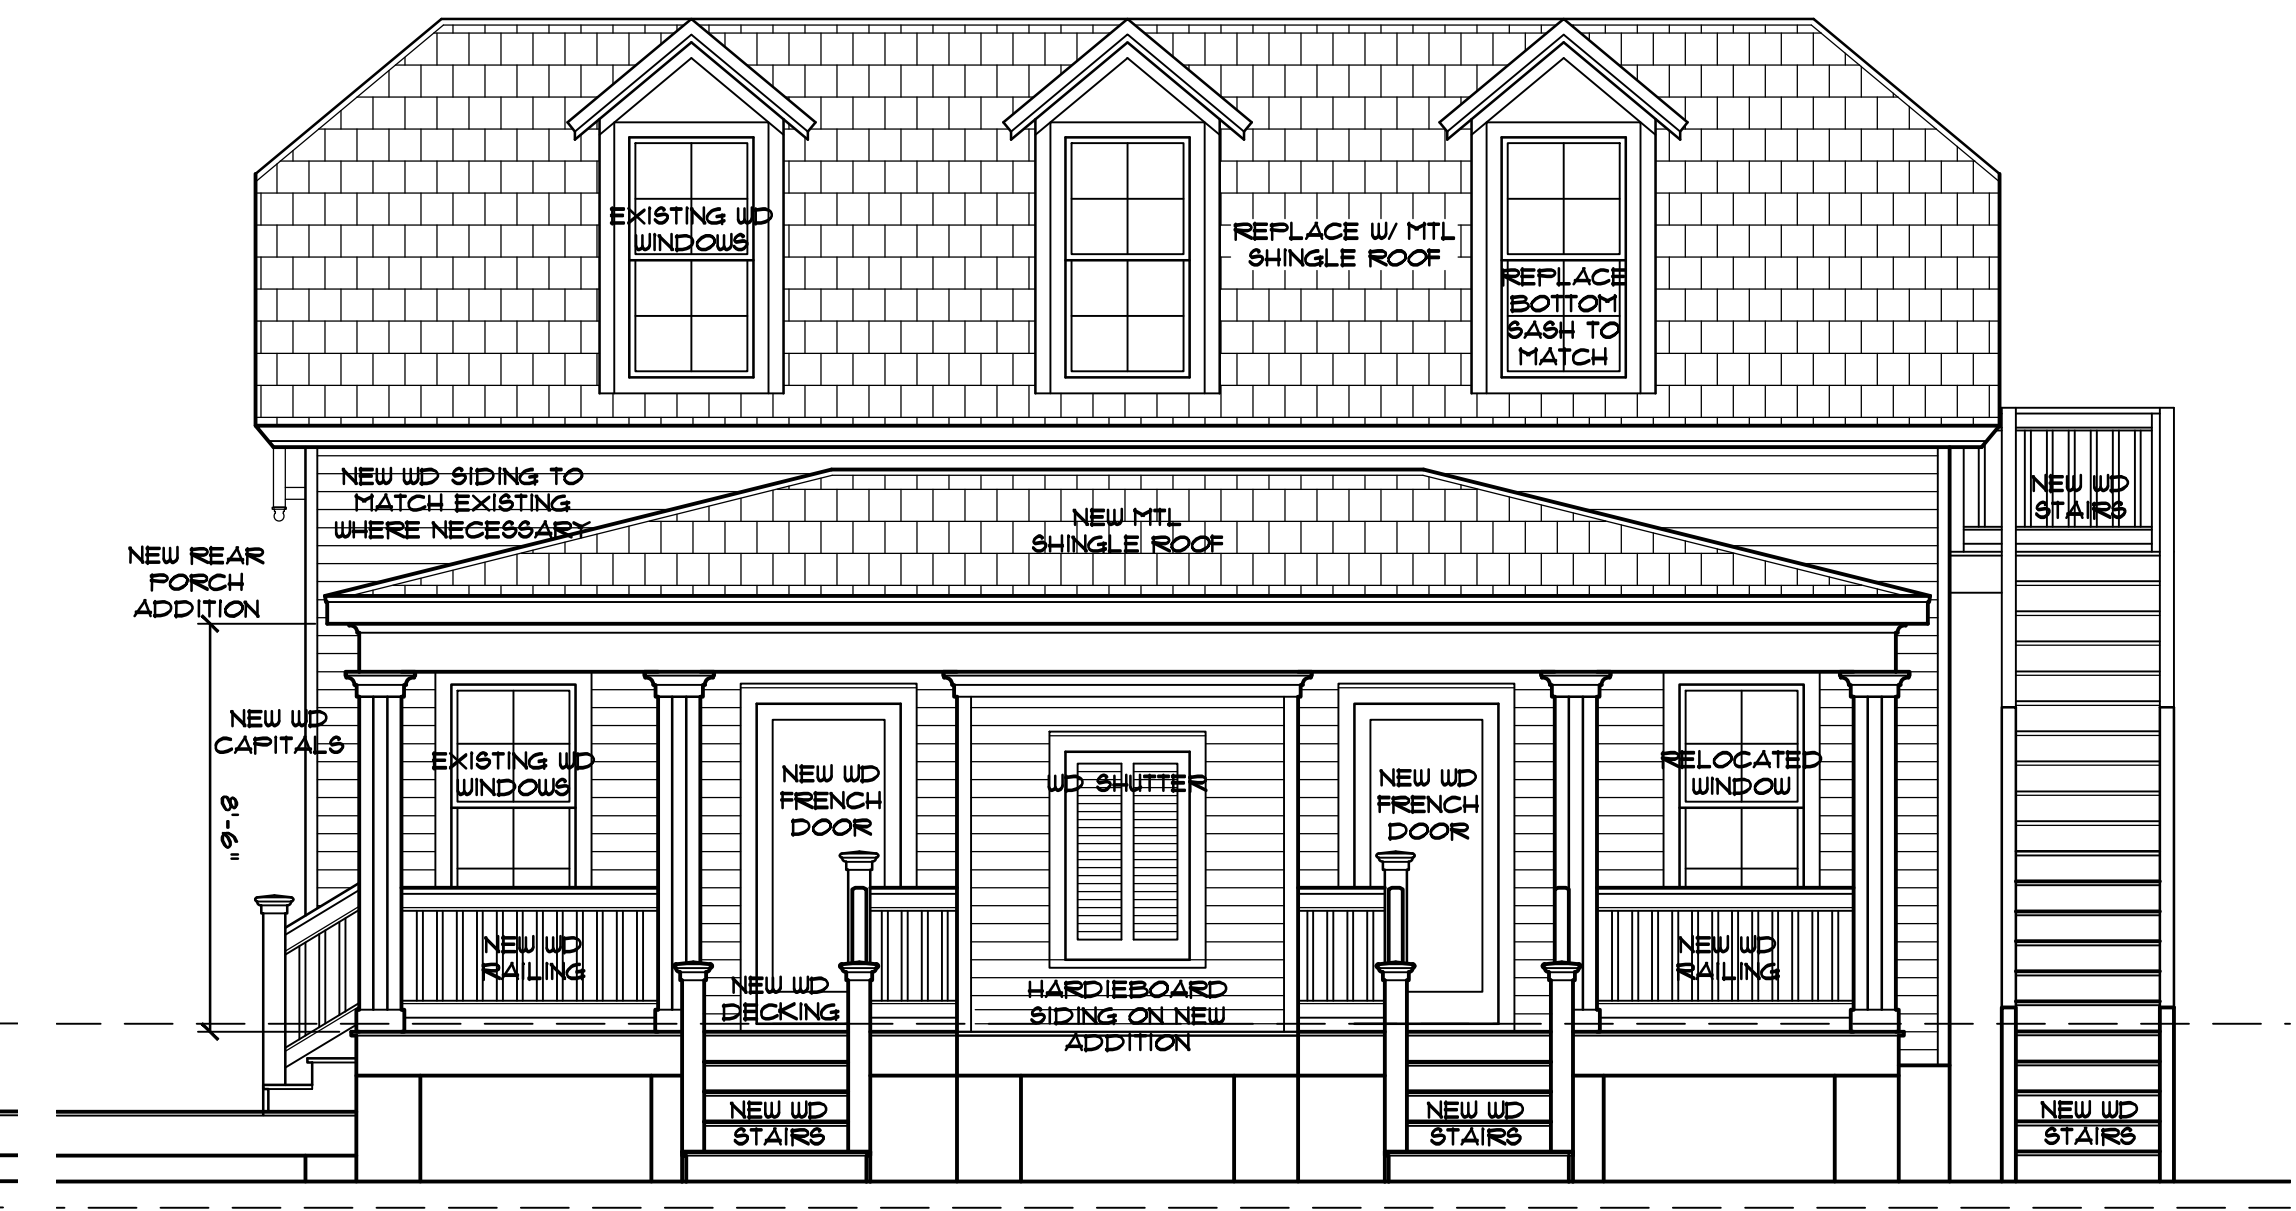 EXISTING WD
WINDOWS
REPLACE W/ MTL
SHINGLE ROOF
REPLACE
BOTTOM
SASH TO
MATCH
NEW WD SIDING TO
MATCH EXISTING
WHERE NECESSARY
NEW WD
STAIRS
NEW MTL
SHINGLE ROOF
NEW REAR
PORCH
ADDITION
NEW WD
CAPITALS
8'-6"
EXISTING WD
WINDOWS
NEW WD
FRENCH
DOOR
WD SHUTTER
NEW WD
FRENCH
DOOR
RELOCATED
WINDOW
NEW WD
RAILING
NEW WD
DECKING
HARDIEBOARD
SIDING ON NEW
ADDITION
NEW WD
RAILING
NEW WD
STAIRS
NEW WD
STAIRS
NEW WD
STAIRS